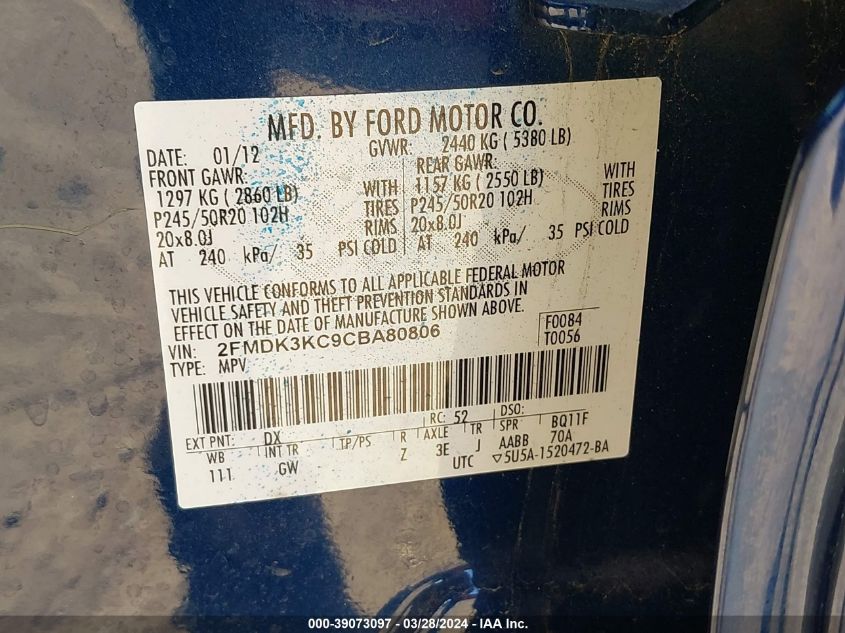 MFD. BY FORD MOTOR CO.
DATE: 01/12 GVWR: 2440 KG ( 5380 LB)
FRONT GAWR: REAR GAWR:
1297 KG ( 2860 LB) WITH 1157 KG ( 2550 LB) WITH
P245/50R20 102H TIRES P245/50R20 102H TIRES
20x8.0J RIMS 20x8.0J RIMS
AT 240 kPa/ 35 PSI COLD AT 240 kPa/ 35 PSI COLD
THIS VEHICLE CONFORMS TO ALL APPLICABLE FEDERAL MOTOR
VEHICLE SAFETY AND THEFT PREVENTION STANDARDS IN
EFFECT ON THE DATE OF MANUFACTURE SHOWN ABOVE.
VIN: 2FMDK3KC9CBA80806 F0084
TYPE: MPV T0056
EXT PNT: DX RC: 52 DSO:
WB INT TR TP/PS R AXLE TR SPR BQ11F
111 GW Z 3E J AABB 70A
UTC ▽5U5A-1520472-BA
000-39073097 - 03/28/2024 - IAA Inc.